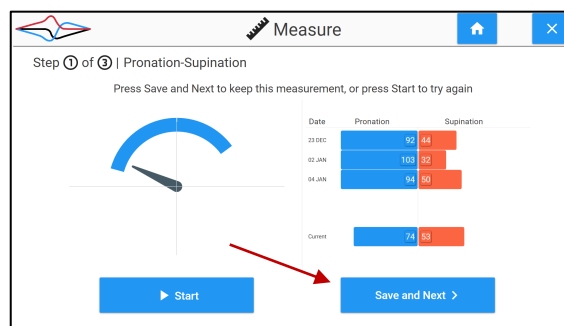 Measure
Step 1 of 3 | Pronation-Supination
Press Save and Next to keep this measurement, or press Start to try again
Date Pronation Supination
23 DEC 92 44
02 JAN 103 32
04 JAN 94 50
Current 74 53
Start Save and Next